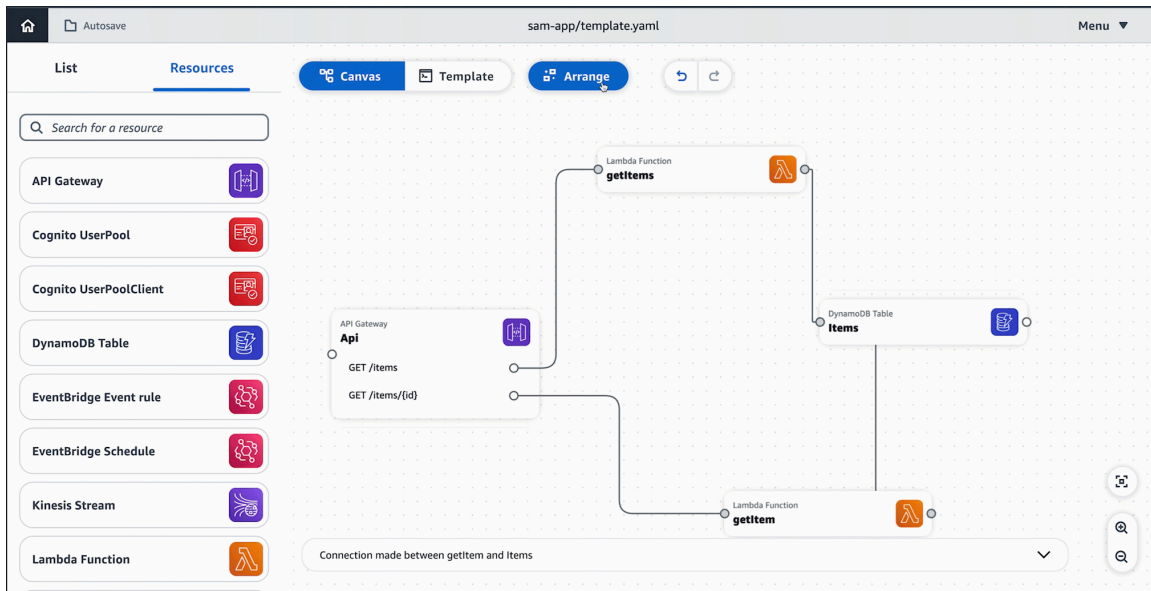 Autosave
sam-app/template.yaml
Menu
List
Resources
Canvas
Template
Arrange
Search for a resource
API Gateway
Cognito UserPool
Cognito UserPoolClient
DynamoDB Table
EventBridge Event rule
EventBridge Schedule
Kinesis Stream
Lambda Function
Lambda Function
getItems
API Gateway
Api
GET /items
GET /items/{id}
DynamoDB Table
Items
Lambda Function
getItem
Connection made between getItem and Items